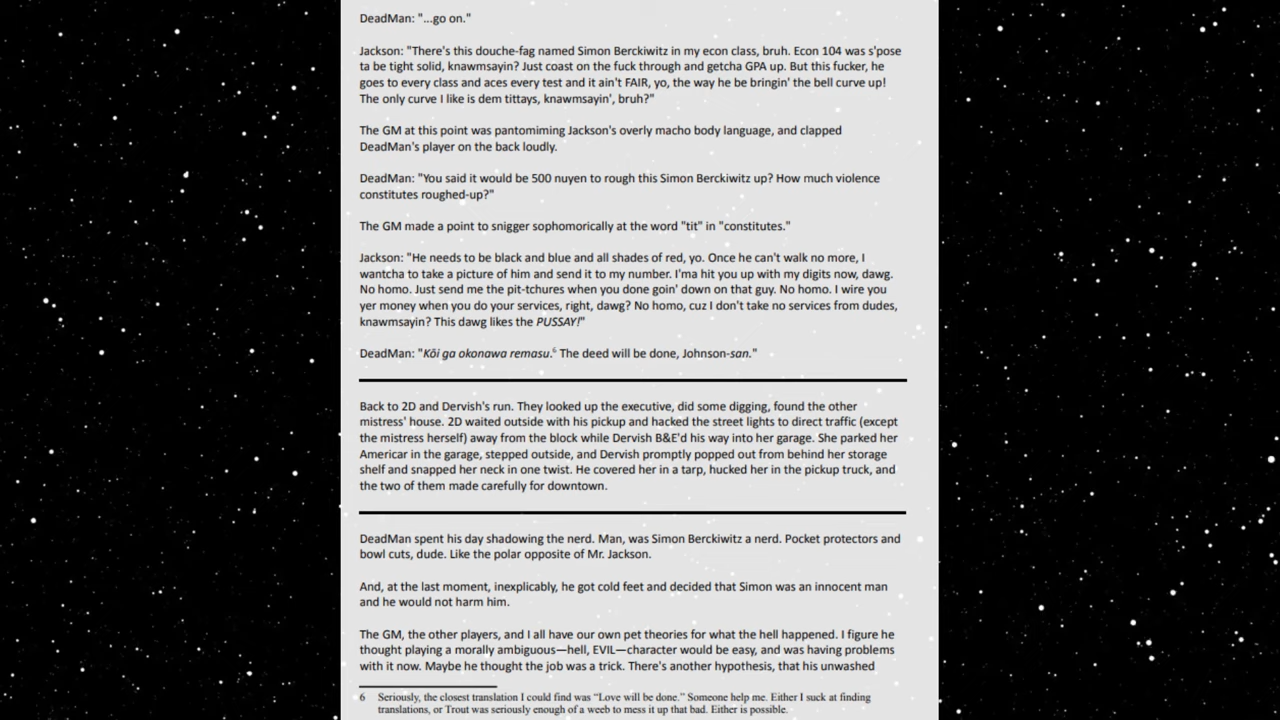 DeadMan: "...go on."
Jackson: "There's this douche-fag named Simon Berckiwitz in my econ class, bruh. Econ 104 was s'pose
ta be tight solid, knawmsayin? Just coast on the fuck through and getcha GPA up. But this fucker, he
goes to every class and aces every test and it ain't FAIR, yo, the way he be bringin' the bell curve up!
The only curve I like is dem tittays, knawmsayin', bruh?"
The GM at this point was pantomiming Jackson's overly macho body language, and clapped
DeadMan's player on the back loudly.
DeadMan: "You said it would be 500 nuyen to rough this Simon Berckiwitz up? How much violence
constitutes roughed-up?"
The GM made a point to snigger sophomorically at the word "tit" in "constitutes."
Jackson: "He needs to be black and blue and all shades of red, yo. Once he can't walk no more, I
wantcha to take a picture of him and send it to my number. I'ma hit you up with my digits now, dawg.
No homo. Just send me the pit-tchures when you done goin' down on that guy. No homo. I wire you
yer money when you do your services, right, dawg? No homo, cuz I don't take no services from dudes,
knawmsayin? This dawg likes the PUSSAY!"
DeadMan: "Kōi ga okonawa remasu.6 The deed will be done, Johnson-san."
Back to 2D and Dervish's run. They looked up the executive, did some digging, found the other
mistress' house. 2D waited outside with his pickup and hacked the street lights to direct traffic (except
the mistress herself) away from the block while Dervish B&E'd his way into her garage. She parked her
Americar in the garage, stepped outside, and Dervish promptly popped out from behind her storage
shelf and snapped her neck in one twist. He covered her in a tarp, hucked her in the pickup truck, and
the two of them made carefully for downtown.
DeadMan spent his day shadowing the nerd. Man, was Simon Berckiwitz a nerd. Pocket protectors and
bowl cuts, dude. Like the polar opposite of Mr. Jackson.
And, at the last moment, inexplicably, he got cold feet and decided that Simon was an innocent man
and he would not harm him.
The GM, the other players, and I all have our own pet theories for what the hell happened. I figure he
thought playing a morally ambiguous—hell, EVIL—character would be easy, and was having problems
with it now. Maybe he thought the job was a trick. There's another hypothesis, that his unwashed
6 Seriously, the closest translation I could find was “Love will be done.” Someone help me. Either I suck at finding
translations, or Trout was seriously enough of a weeb to mess it up that bad. Either is possible.